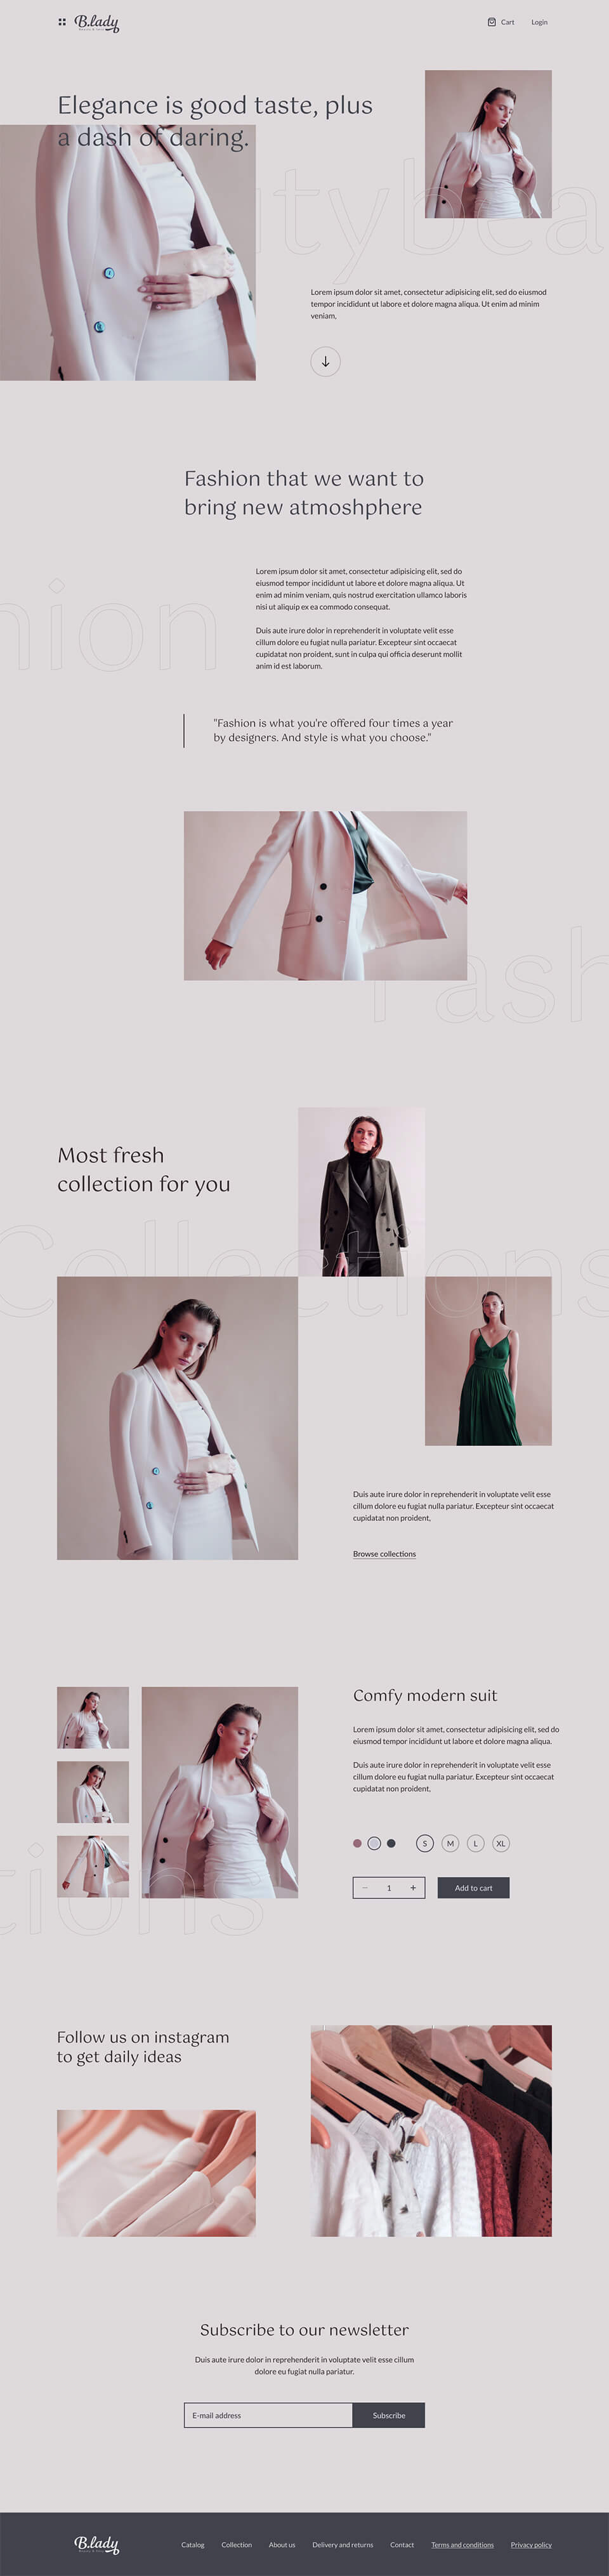 B.lady
Cart
Login
Elegance is good taste, plus
a dash of daring.
itybea
Lorem ipsum dolor sit amet, consectetur adipisicing elit, sed do eiusmod
tempor incididunt ut labore et dolore magna aliqua. Ut enim ad minim
veniam,
Fashion that we want to
bring new atmoshphere
hion
Lorem ipsum dolor sit amet, consectetur adipisicing elit, sed do
eiusmod tempor incididunt ut labore et dolore magna aliqua. Ut
enim ad minim veniam, quis nostrud exercitation ullamco laboris
nisi ut aliquip ex ea commodo consequat.
Duis aute irure dolor in reprehenderit in voluptate velit esse
cillum dolore eu fugiat nulla pariatur. Excepteur sint occaecat
cupidatat non proident, sunt in culpa qui officia deserunt mollit
anim id est laborum.
"Fashion is what you're offered four times a year
by designers. And style is what you choose."
Fash
Most fresh
collection for you
Collections
Duis aute irure dolor in reprehenderit in voluptate velit esse
cillum dolore eu fugiat nulla pariatur. Excepteur sint occaecat
cupidatat non proident,
Browse collections
Comfy modern suit
Lorem ipsum dolor sit amet, consectetur adipisicing elit, sed do
eiusmod tempor incididunt ut labore et dolore magna aliqua.
Duis aute irure dolor in reprehenderit in voluptate velit esse
cillum dolore eu fugiat nulla pariatur. Excepteur sint occaecat
cupidatat non proident,
S M L XL
tions
− 1 +
Add to cart
Follow us on instagram
to get daily ideas
Subscribe to our newsletter
Duis aute irure dolor in reprehenderit in voluptate velit esse cillum
dolore eu fugiat nulla pariatur.
E-mail address
Subscribe
B.lady
Catalog
Collection
About us
Delivery and returns
Contact
Terms and conditions
Privacy policy